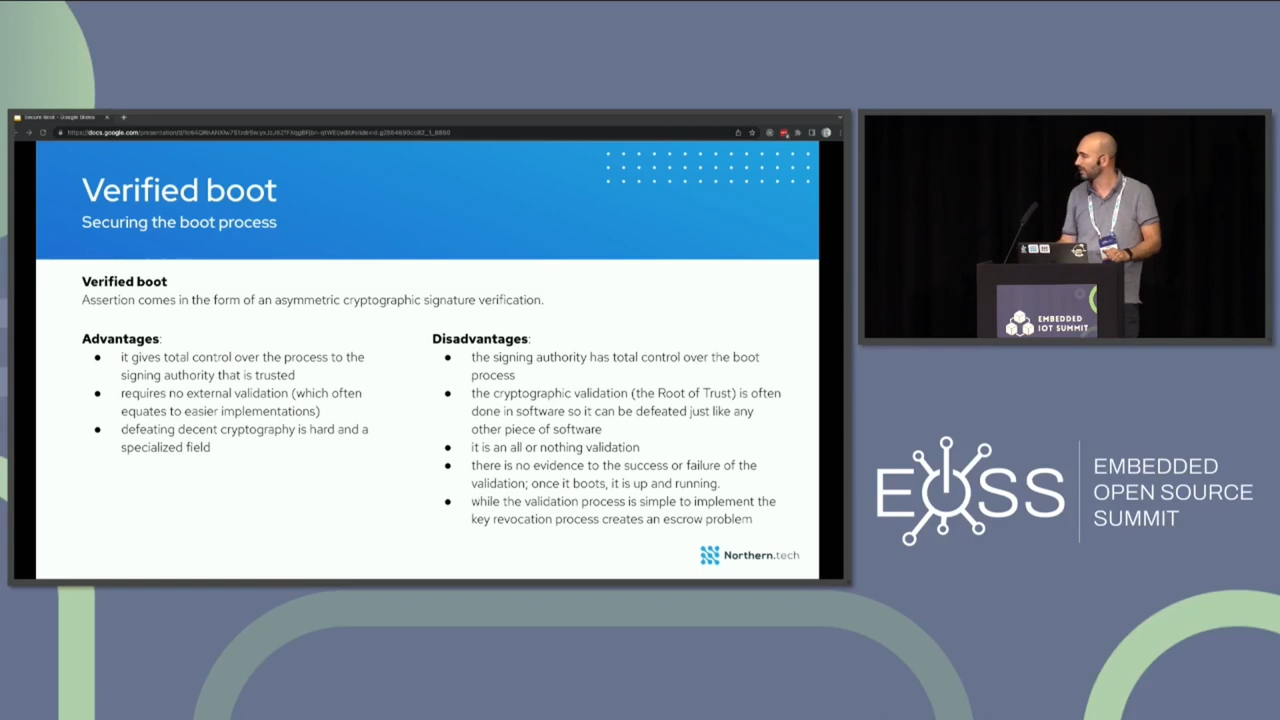 Secure Boot - Google Slides
Verified boot
Securing the boot process
Verified boot
Assertion comes in the form of an asymmetric cryptographic signature verification.
Advantages:
● it gives total control over the process to the
signing authority that is trusted
● requires no external validation (which often
equates to easier implementations)
● defeating decent cryptography is hard and a
specialized field
Disadvantages:
● the signing authority has total control over the boot
process
● the cryptographic validation (the Root of Trust) is often
done in software so it can be defeated just like any
other piece of software
● it is an all or nothing validation
● there is no evidence to the success or failure of the
validation; once it boots, it is up and running.
● while the validation process is simple to implement the
key revocation process creates an escrow problem
Northern.tech
EMBEDDED
IOT SUMMIT
EOSS
EMBEDDED
OPEN SOURCE
SUMMIT